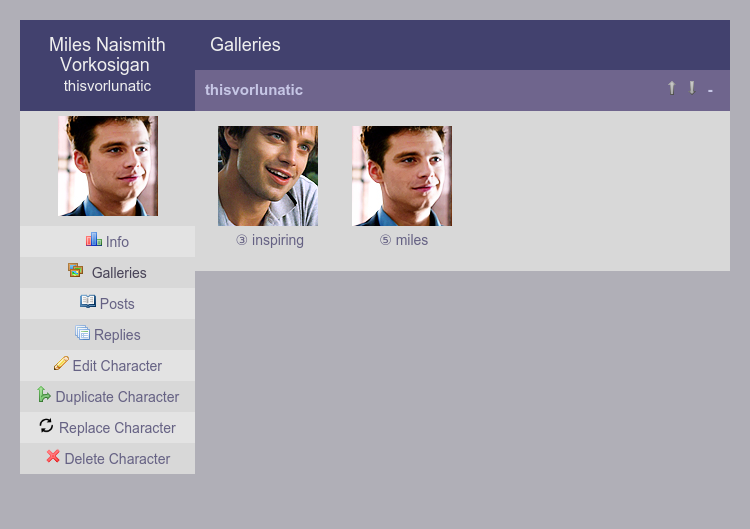 Miles Naismith
Vorkosigan
thisvorlunatic
Galleries
thisvorlunatic
-
③ inspiring
⑤ miles
Info
Galleries
Posts
Replies
Edit Character
Duplicate Character
Replace Character
Delete Character